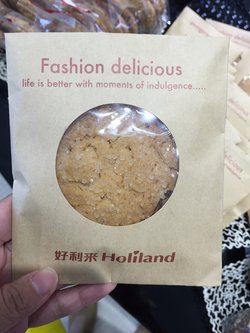 Fashion delicious
life is better with moments of indulgence.....
好利来 Holiland